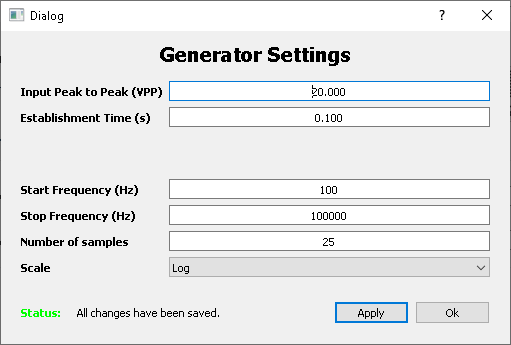 Dialog
?
Generator Settings
Input Peak to Peak (VPP) 20.000
Establishment Time (s) 0.100
Start Frequency (Hz) 100
Stop Frequency (Hz) 100000
Number of samples 25
Scale Log
Status: All changes have been saved. Apply Ok